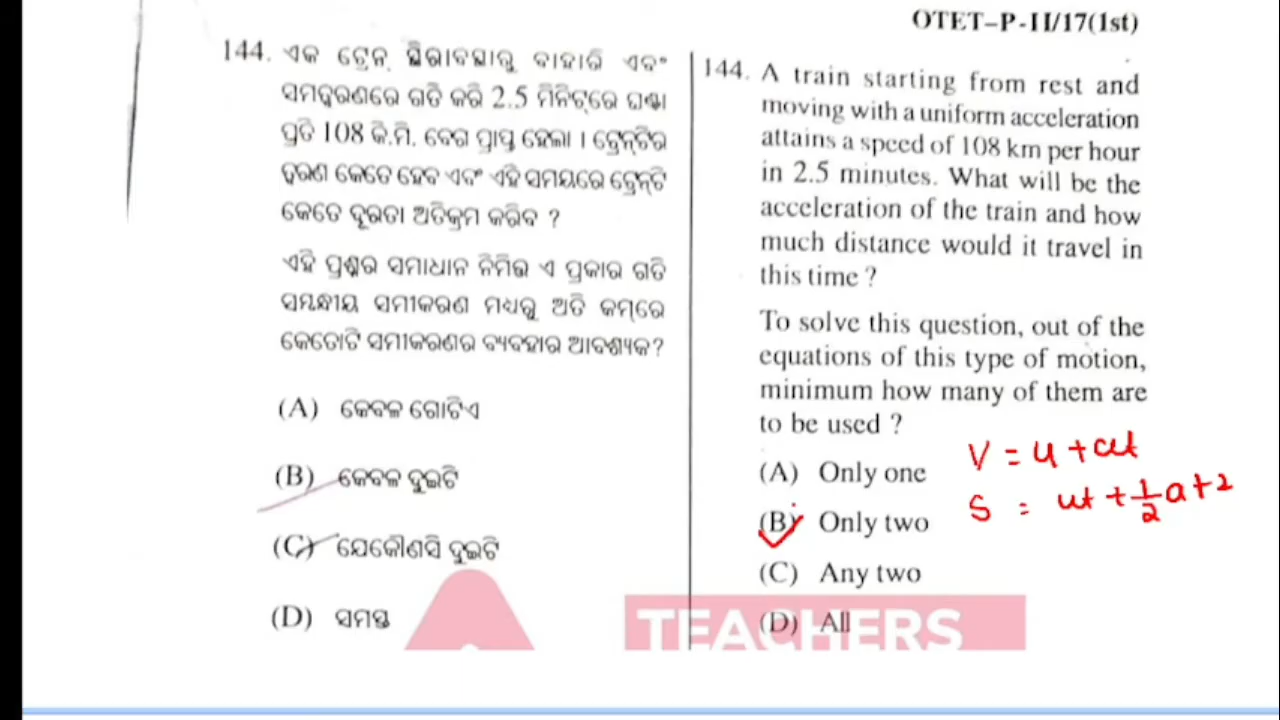 OTET–P-II/17(1st)
144. ଏକ ଟ୍ରେନ୍ ସ୍ଥିରାବସ୍ଥାରୁ ବାହାରି ଏବଂ
ସମତ୍ୱରଣରେ ଗତି କରି 2.5 ମିନିଟ୍‌ରେ ଘଣ୍ଟା
ପ୍ରତି 108 କି.ମି. ବେଗ ପ୍ରାପ୍ତ ହେଲା । ଟ୍ରେନ୍‌ଟିର
ତ୍ୱରଣ କେତେ ହେବ ଏବଂ ଏହି ସମୟରେ ଟ୍ରେନ୍‌ଟି
କେତେ ଦୂରତା ଅତିକ୍ରମ କରିବ ?
ଏହି ପ୍ରଶ୍ନର ସମାଧାନ ନିମିତ୍ତ ଏ ପ୍ରକାର ଗତି
ସମ୍ବନ୍ଧୀୟ ସମୀକରଣ ମଧ୍ୟରୁ ଅତି କମ୍‌ରେ
କେତୋଟି ସମୀକରଣର ବ୍ୟବହାର ଆବଶ୍ୟକ?
(A) କେବଳ ଗୋଟିଏ
(B) କେବଳ ଦୁଇଟି
(C) ଯେକୌଣସି ଦୁଇଟି
(D) ସମସ୍ତ
144. A train starting from rest and
moving with a uniform acceleration
attains a speed of 108 km per hour
in 2.5 minutes. What will be the
acceleration of the train and how
much distance would it travel in
this time ?
To solve this question, out of the
equations of this type of motion,
minimum how many of them are
to be used ?
(A) Only one
(B) Only two
(C) Any two
(D) All
V = u + at
S = ut + 1/2 a+2
TEACHERS